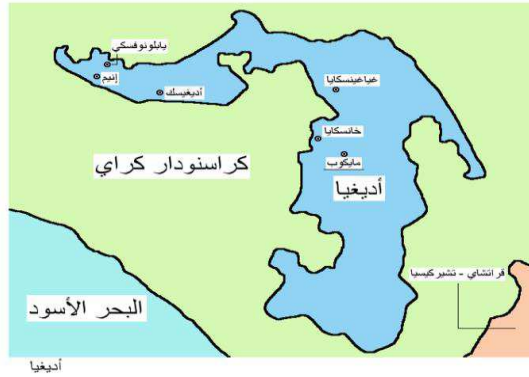 يابلونوفسكي
إنيم
أديغيسك
غياغينسكايا
خانسكايا
مايكوب
كراسنودار كراي
أديغيا
قراتشاي - تشيركيسيا
البحر الأسود
أديغيا